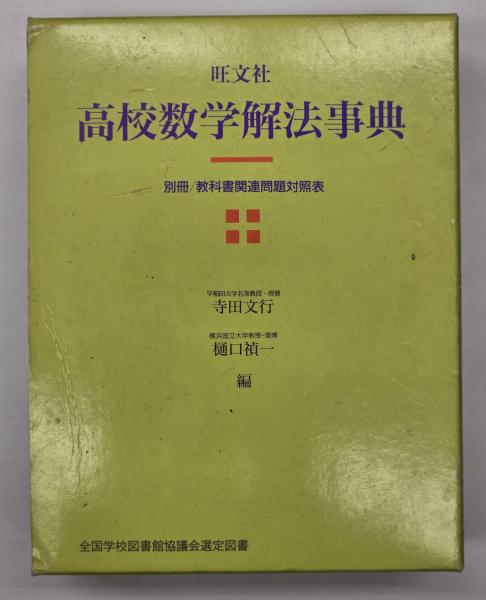 旺文社
高校数学解法事典
別冊/教科書関連問題対照表
早稲田大学名誉教授・理博
寺田文行
横浜国立大学教授・理博
樋口禎一
編
全国学校図書館協議会選定図書